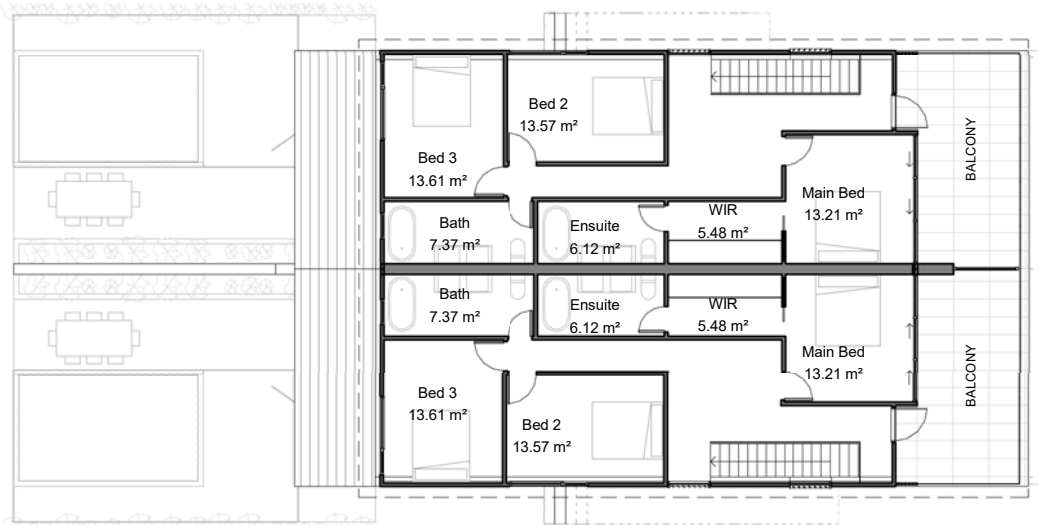 Bed 2
13.57 m²
Bed 3
13.61 m²
BALCONY
Main Bed
13.21 m²
WIR
5.48 m²
Bath
7.37 m²
Ensuite
6.12 m²
Bath
7.37 m²
Ensuite
6.12 m²
WIR
5.48 m²
Main Bed
13.21 m²
BALCONY
Bed 3
13.61 m²
Bed 2
13.57 m²